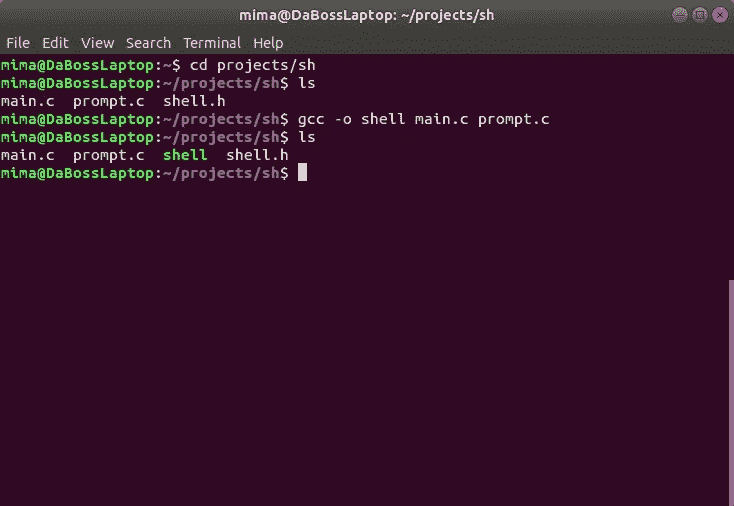 mima@DaBossLaptop: ~/projects/sh
File Edit View Search Terminal Help
mima@DaBossLaptop:~$ cd projects/sh
mima@DaBossLaptop:~/projects/sh$ ls
main.c  prompt.c  shell.h
mima@DaBossLaptop:~/projects/sh$ gcc -o shell main.c prompt.c
mima@DaBossLaptop:~/projects/sh$ ls
main.c  prompt.c  shell  shell.h
mima@DaBossLaptop:~/projects/sh$